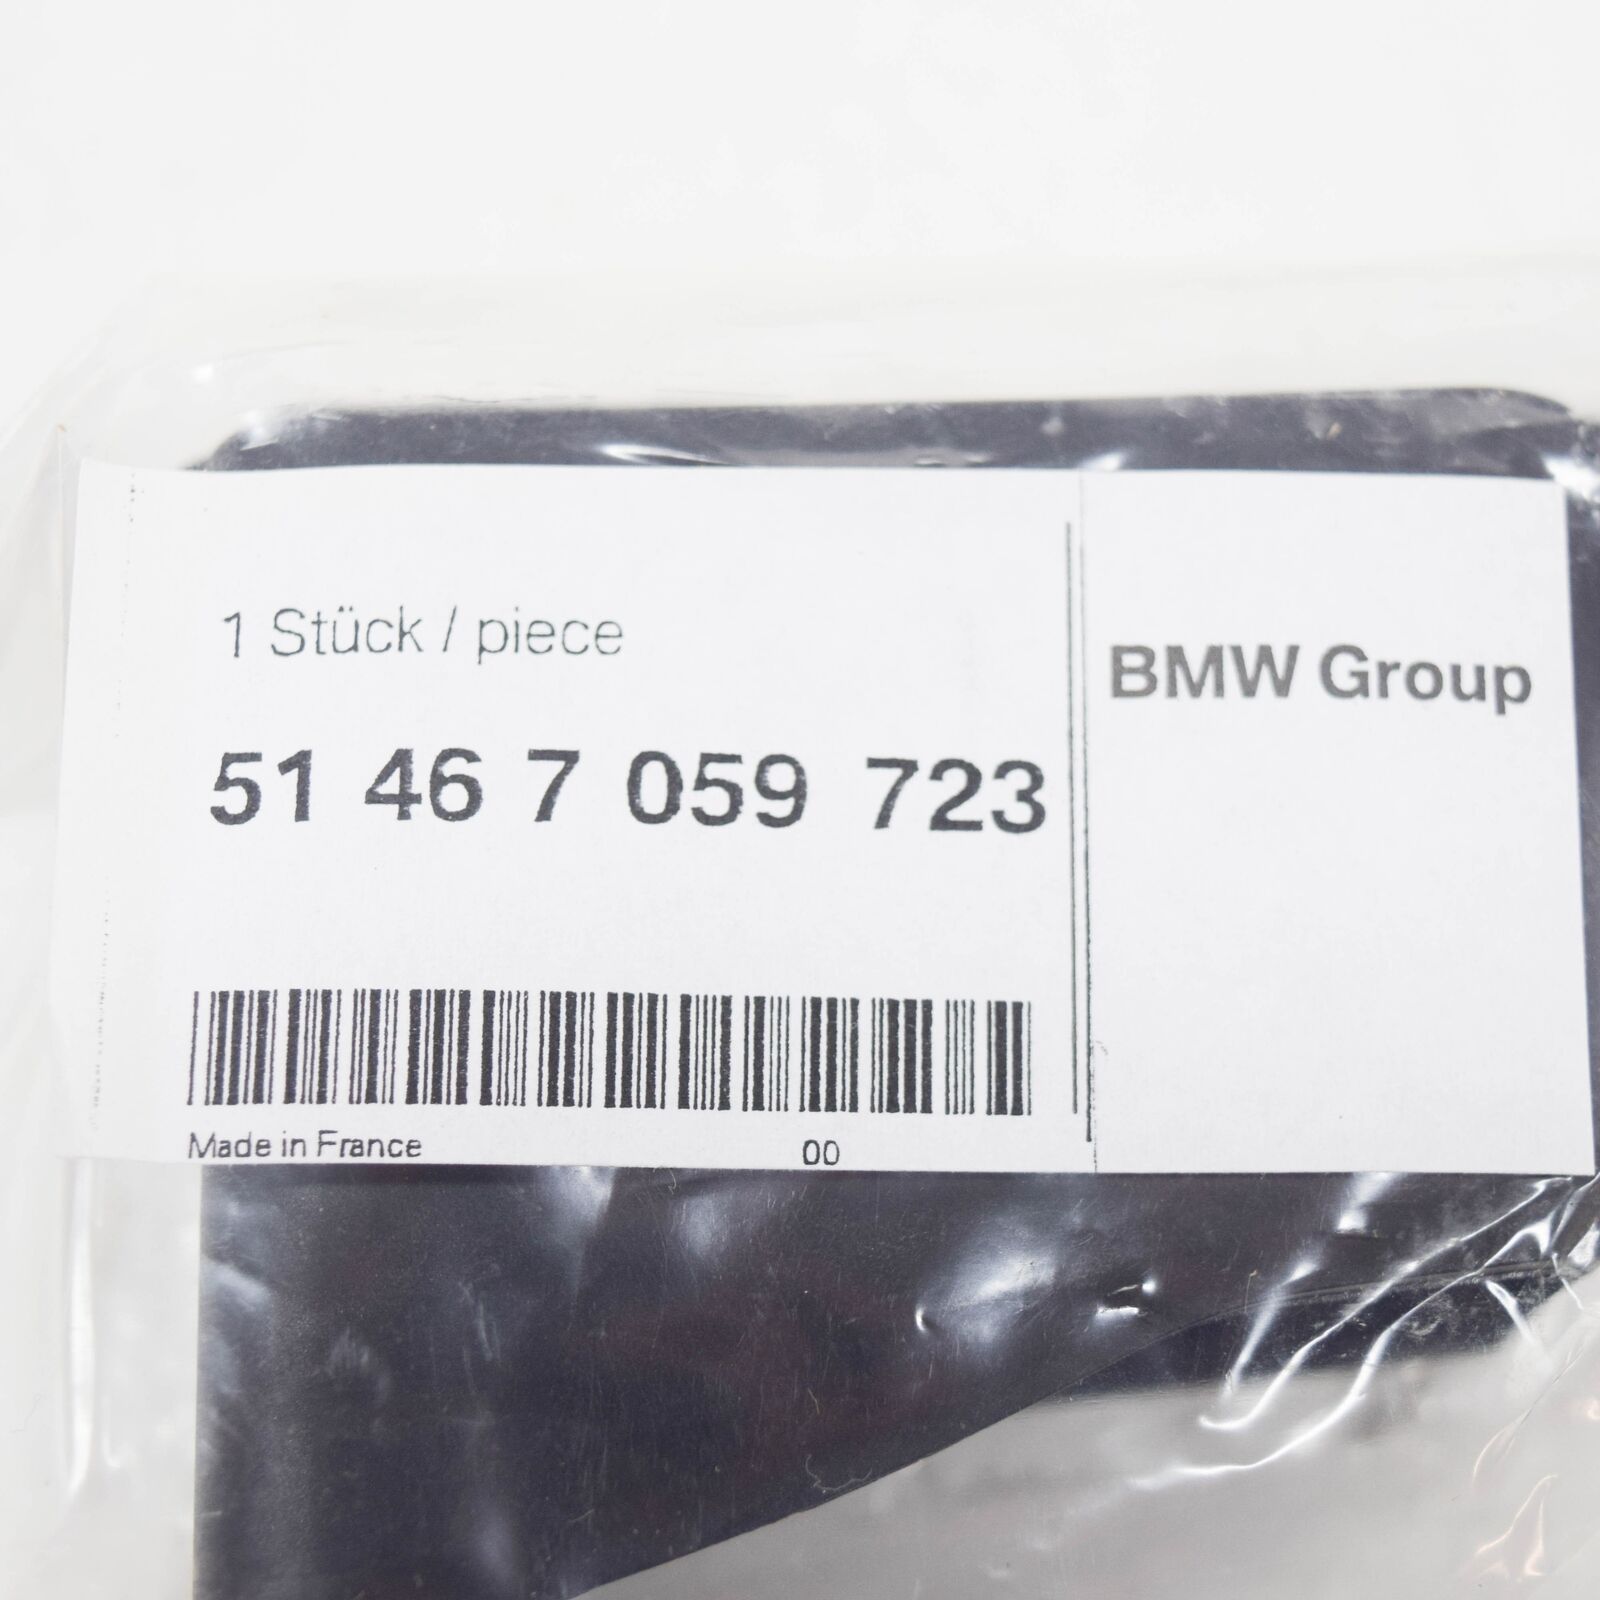 1 Stück / piece
51 46 7 059 723
BMW Group
Made in France 00